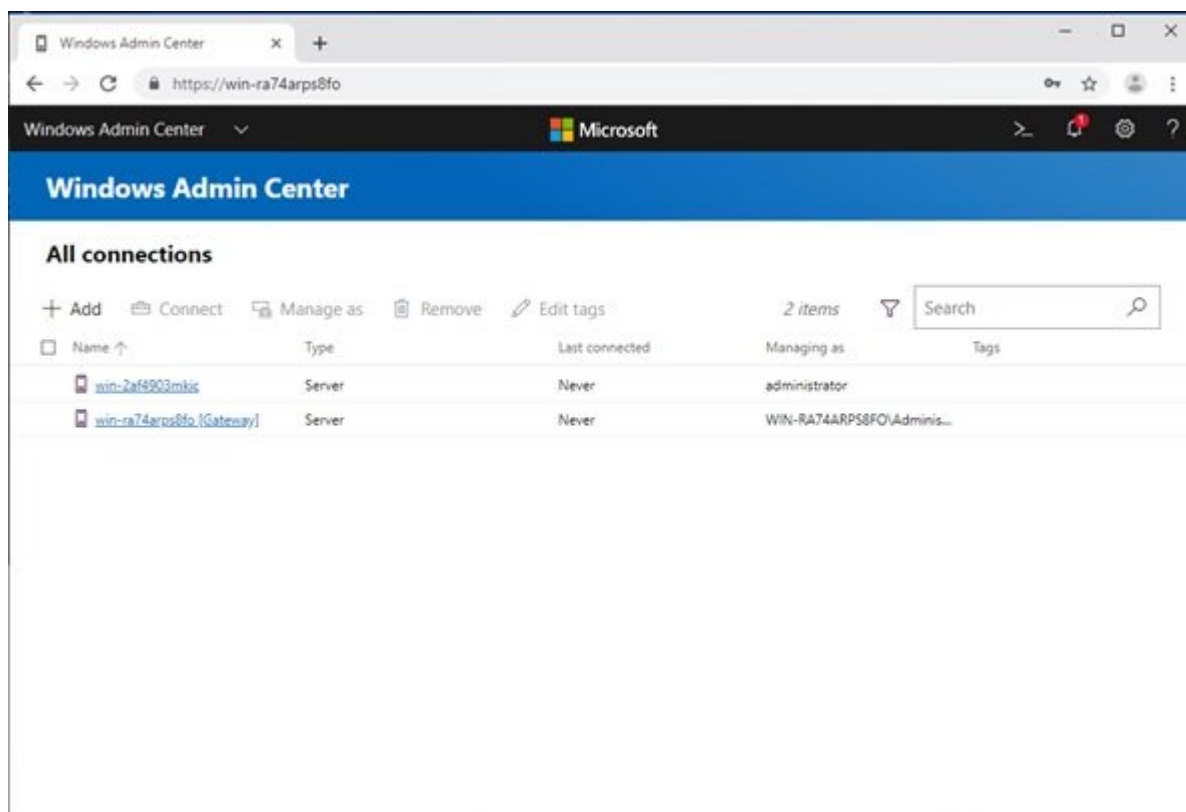 Windows Admin Center
https://win-ra74arps8fo
Windows Admin Center Microsoft >_ 1 ?
Windows Admin Center
All connections
Add Connect Manage as Remove Edit tags 2 items Search
Name Type Last connected Managing as Tags
win-2af4903mkic Server Never administrator
win-ra74arps8fo [Gateway] Server Never WIN-RA74ARPS8FO\Adminis...